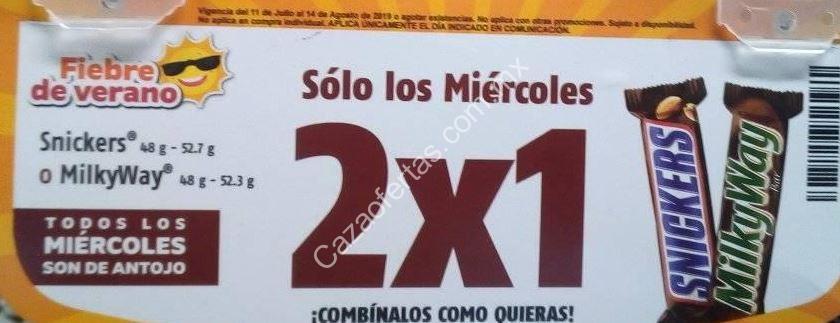 Vigencia del 11 de Julio al 14 de Agosto de 2019 o agotar existencias. No aplica con otras promociones. Sujeto a disponibilidad.
No aplica en compra individual. APLICA ÚNICAMENTE EL DÍA INDICADO EN COMUNICACIÓN.
Fiebre
de verano
Sólo los Miércoles
Snickers® 48 g - 52.7 g
o MilkyWay® 48 g - 52.3 g
2x1
TODOS LOS
MIÉRCOLES
SON DE ANTOJO
¡COMBÍNALOS COMO QUIERAS!
SNICKERS
MilkyWay
Bar
Cazaofertas.com.mx